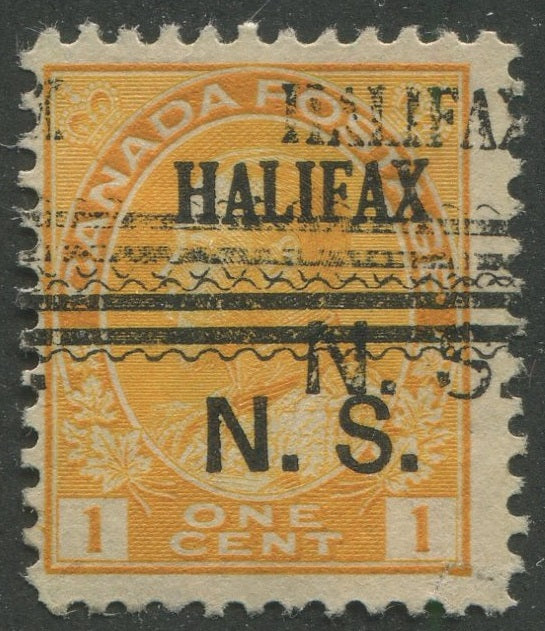 HALIFAX
CANADA POSTAGE
HALIFAX
N. S.
N. S.
1 ONE CENT 1